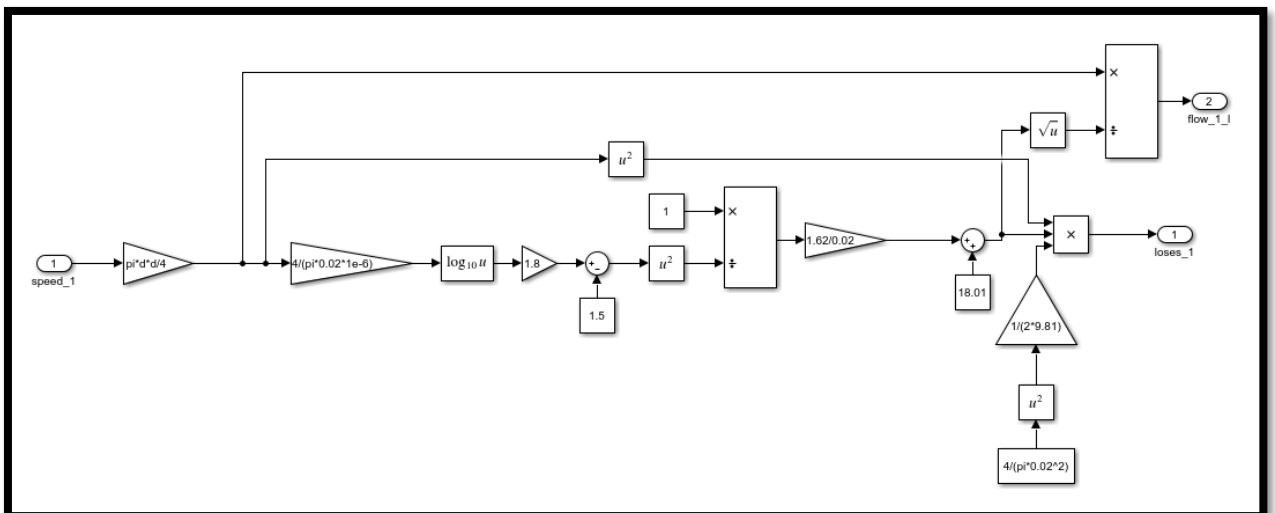 ×
2
flow_1_l
√u
÷
u²
1
×
1.62/0.02
+
+
×
1
loses_1
1
speed_1
pi*d*d/4
4/(pi*0.02*1e-6)
log₁₀ u
1.8
+
−
u²
÷
1.5
18.01
1/(2*9.81)
u²
4/(pi*0.02^2)